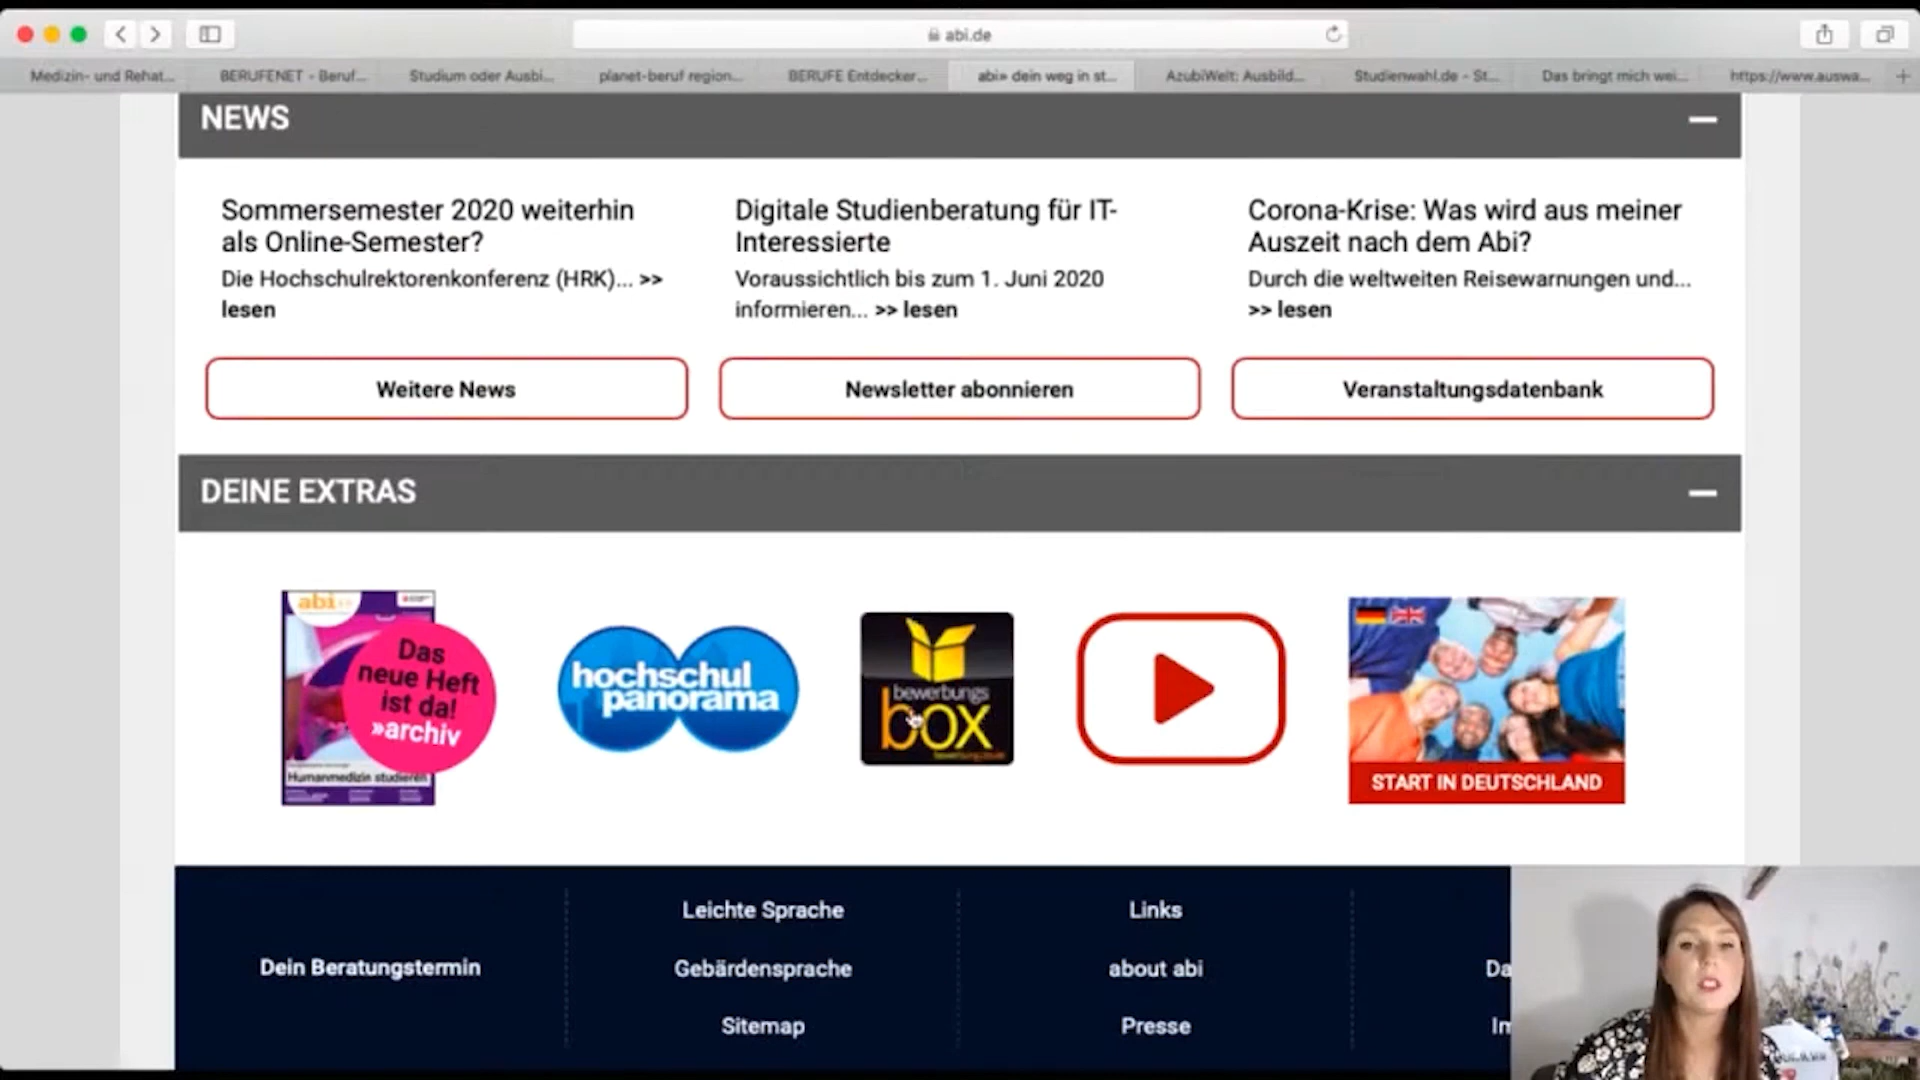 abi.de
Medizin- und Rehat...
BERUFENET - Beruf...
Studium oder Ausbi...
planet-beruf region...
BERUFE Entdecker...
abi» dein weg in st...
AzubiWelt: Ausbild...
Studienwahl.de - St...
Das bringt mich wei...
https://www.auswa...
NEWS
Sommersemester 2020 weiterhin
als Online-Semester?
Die Hochschulrektorenkonferenz (HRK)... >>
lesen
Digitale Studienberatung für IT-
Interessierte
Voraussichtlich bis zum 1. Juni 2020
informieren... >> lesen
Corona-Krise: Was wird aus meiner
Auszeit nach dem Abi?
Durch die weltweiten Reisewarnungen und...
>> lesen
Weitere News
Newsletter abonnieren
Veranstaltungsdatenbank
DEINE EXTRAS
abi»
Das
neue Heft
ist da!
»archiv
Humanmedizin studieren
hochschul
panorama
bewerbungs
box
START IN DEUTSCHLAND
Dein Beratungstermin
Leichte Sprache
Gebärdensprache
Sitemap
Links
about abi
Presse
Da
Im